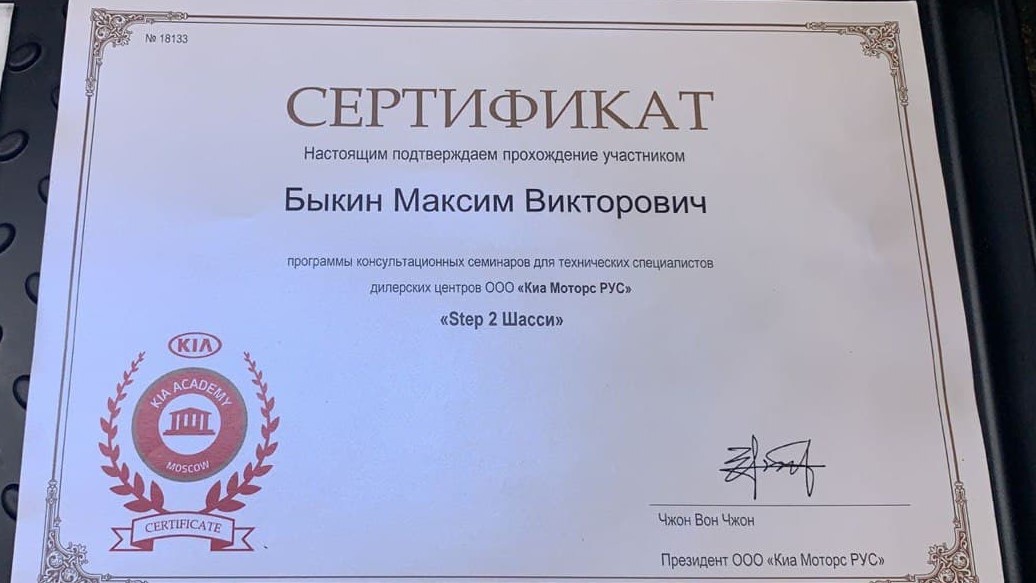 № 18133
СЕРТИФИКАТ
Настоящим подтверждаем прохождение участником
Быкин Максим Викторович
программы консультационных семинаров для технических специалистов
дилерских центров ООО «Киа Моторс РУС»
«Step 2 Шасси»
KIA
KIA ACADEMY
MOSCOW
CERTIFICATE
Чжон Вон Чжон
Президент ООО «Киа Моторс РУС»